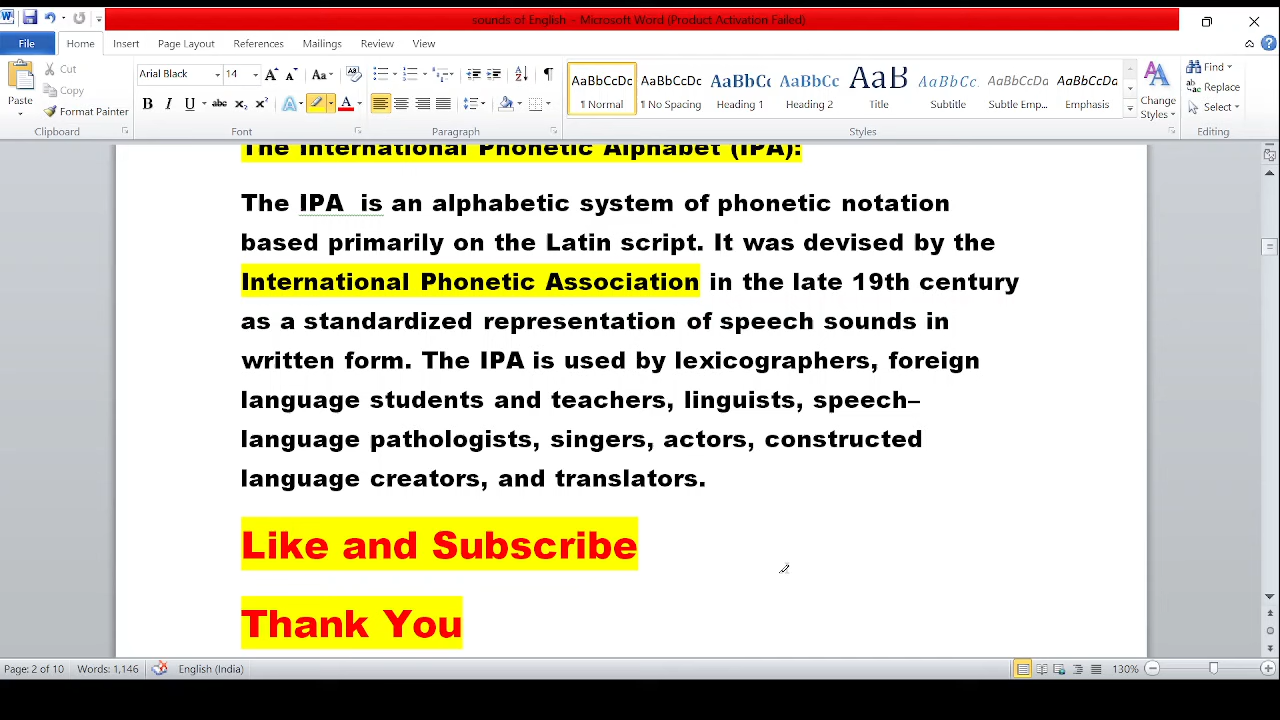 sounds of English – Microsoft Word (Product Activation Failed)
File Home Insert Page Layout References Mailings Review View
Paste
Cut
Copy
Format Painter
Clipboard
Arial Black 14
Font
Paragraph
AaBbCcDc AaBbCcDc AaBbCc AaBbCc AaB AaBbCc. AaBbCcDa AaBbCcDa
¶ Normal ¶ No Spacing Heading 1 Heading 2 Title Subtitle Subtle Emp... Emphasis
Styles
Change Styles
Find
Replace
Select
Editing
The International Phonetic Alphabet (IPA):
The IPA  is an alphabetic system of phonetic notation
based primarily on the Latin script. It was devised by the
International Phonetic Association in the late 19th century
as a standardized representation of speech sounds in
written form. The IPA is used by lexicographers, foreign
language students and teachers, linguists, speech–
language pathologists, singers, actors, constructed
language creators, and translators.
Like and Subscribe
Thank You
Page: 2 of 10 Words: 1,146 English (India) 130%